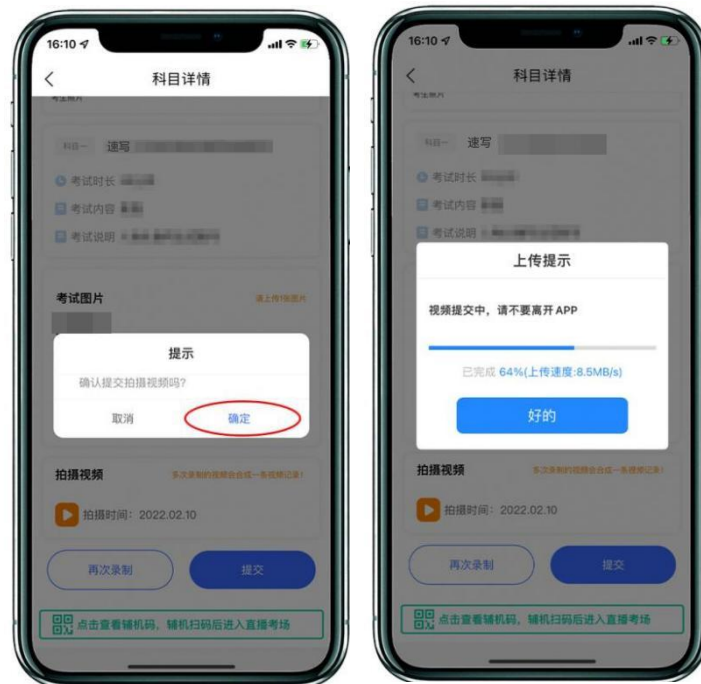 16:10
科目详情
考生照片
科目一 速写
考试时长
考试内容
考试说明
考试图片 请上传1张图片
提示
确认提交拍摄视频吗?
取消 确定
拍摄视频 多次录制的视频会合成一条视频记录!
拍摄时间：2022.02.10
再次录制 提交
点击查看辅机码，辅机扫码后进入直播考场
16:10
科目详情
考生照片
科目一 速写
考试时长
考试内容
考试说明
上传提示
视频提交中，请不要离开APP
已完成 64%(上传速度:8.5MB/s)
好的
拍摄视频 多次录制的视频会合成一条视频记录!
拍摄时间：2022.02.10
再次录制 提交
点击查看辅机码，辅机扫码后进入直播考场